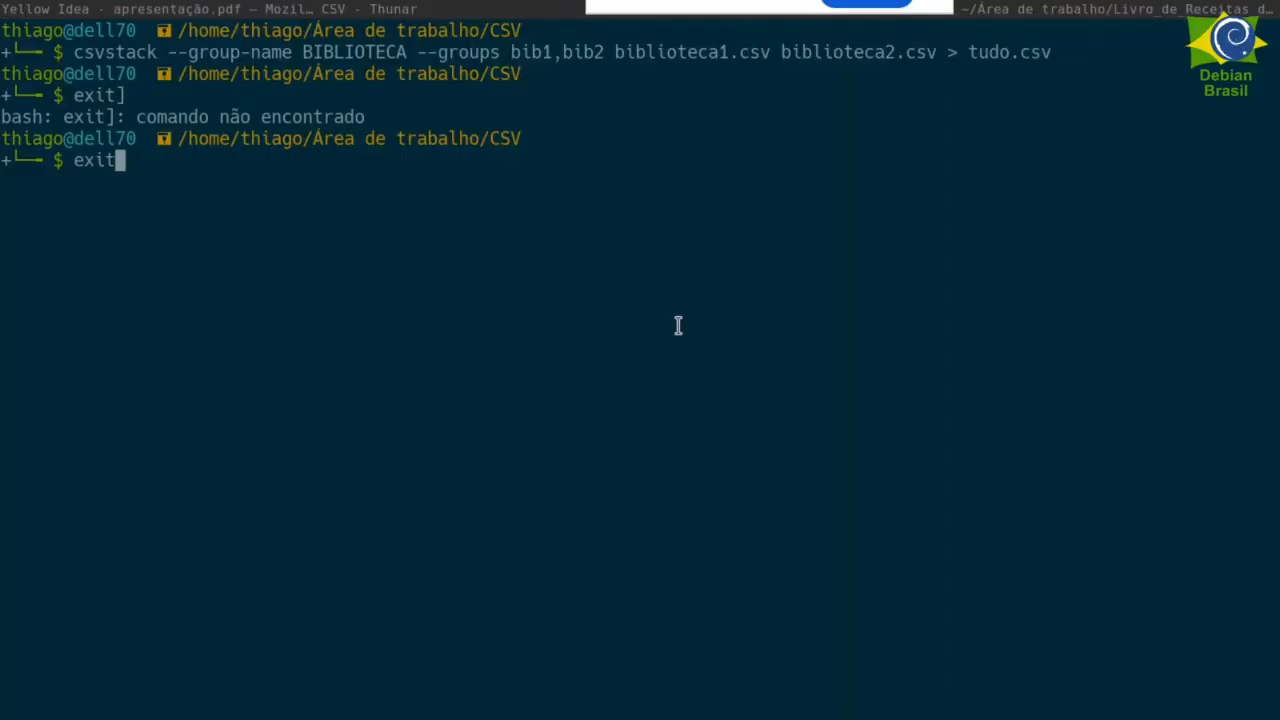 Yellow Idea - apresentação.pdf — Mozil… CSV - Thunar
~/Área de trabalho/Livro_de_Receitas d…
thiago@dell70 /home/thiago/Área de trabalho/CSV
+└── $ csvstack --group-name BIBLIOTECA --groups bib1,bib2 biblioteca1.csv biblioteca2.csv > tudo.csv
thiago@dell70 /home/thiago/Área de trabalho/CSV
+└── $ exit]
bash: exit]: comando não encontrado
thiago@dell70 /home/thiago/Área de trabalho/CSV
+└── $ exit
Debian
Brasil